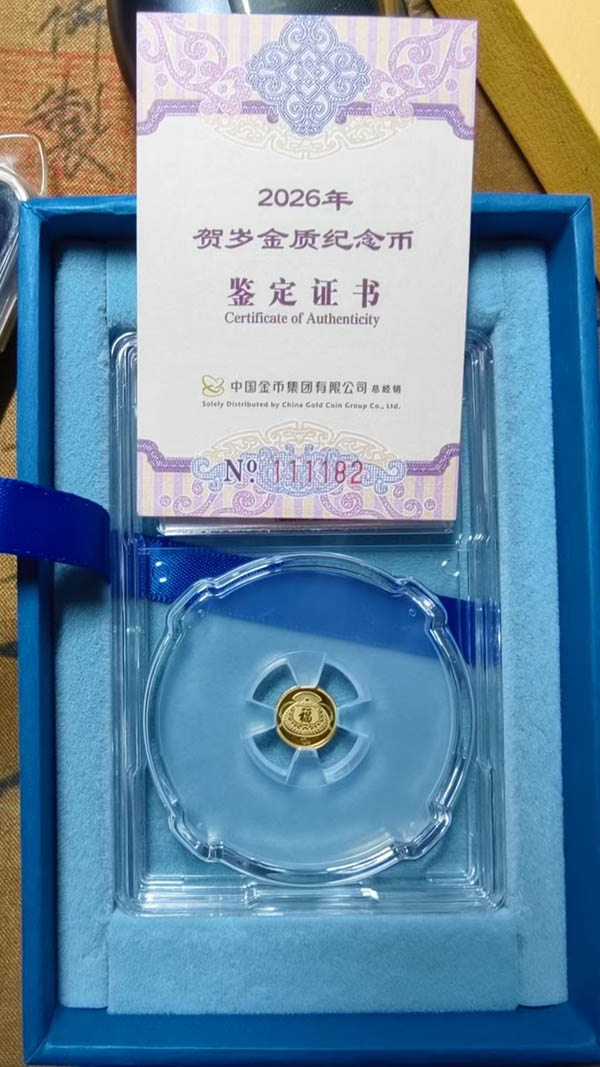 御
製
2026年
贺岁金质纪念币
鉴定证书
Certificate of Authenticity
中国金币集团有限公司 总经销
Solely Distributed by China Gold Coin Group Co., Ltd.
Nº 111182
福